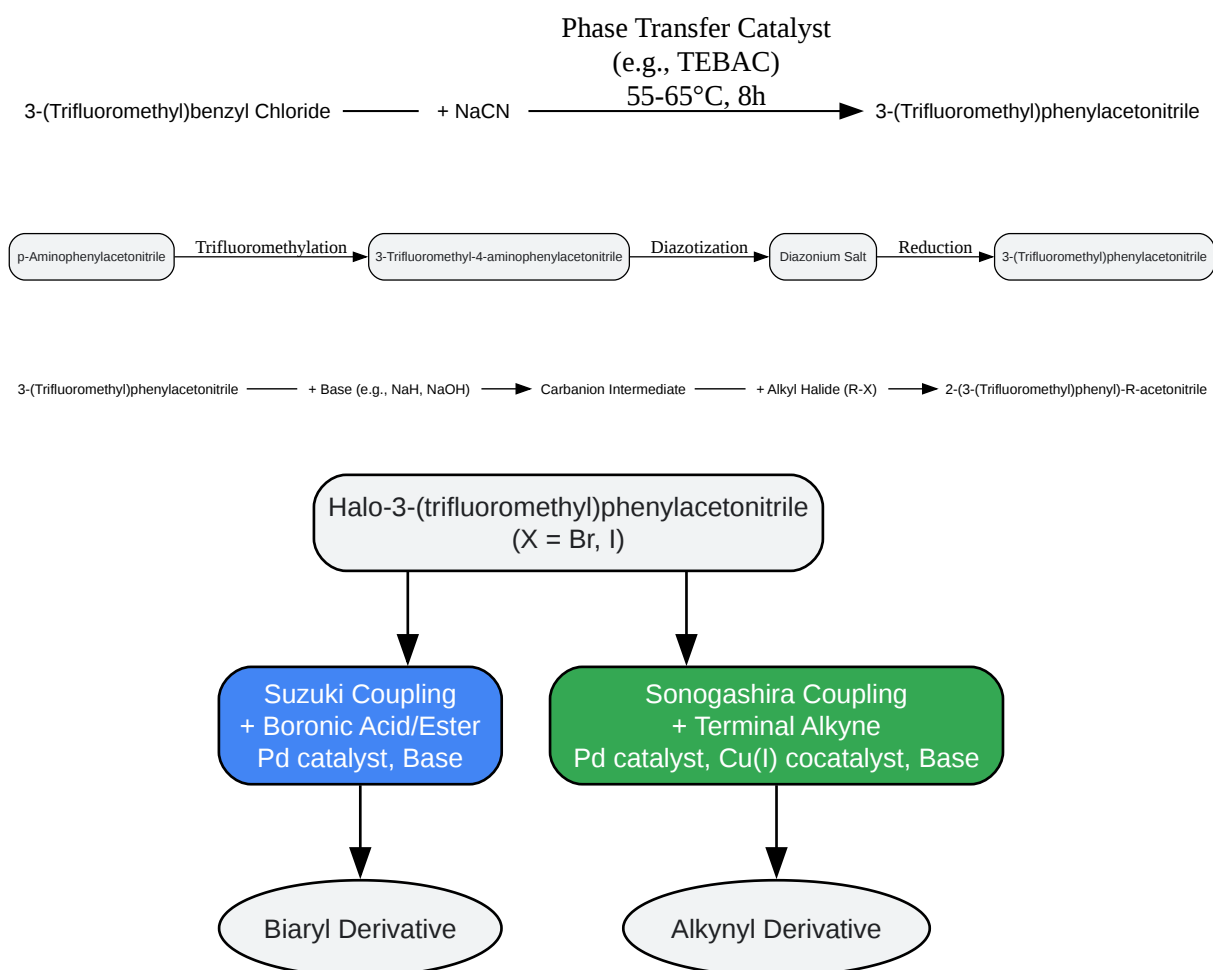 Phase Transfer Catalyst
(e.g., TEBAC)
55-65°C, 8h
3-(Trifluoromethyl)benzyl Chloride + NaCN 3-(Trifluoromethyl)phenylacetonitrile
p-Aminophenylacetonitrile Trifluoromethylation 3-Trifluoromethyl-4-aminophenylacetonitrile Diazotization Diazonium Salt Reduction 3-(Trifluoromethyl)phenylacetonitrile
3-(Trifluoromethyl)phenylacetonitrile + Base (e.g., NaH, NaOH) Carbanion Intermediate + Alkyl Halide (R-X) 2-(3-(Trifluoromethyl)phenyl)-R-acetonitrile
Halo-3-(trifluoromethyl)phenylacetonitrile
(X = Br, I)
Suzuki Coupling
+ Boronic Acid/Ester
Pd catalyst, Base
Sonogashira Coupling
+ Terminal Alkyne
Pd catalyst, Cu(I) cocatalyst, Base
Biaryl Derivative
Alkynyl Derivative